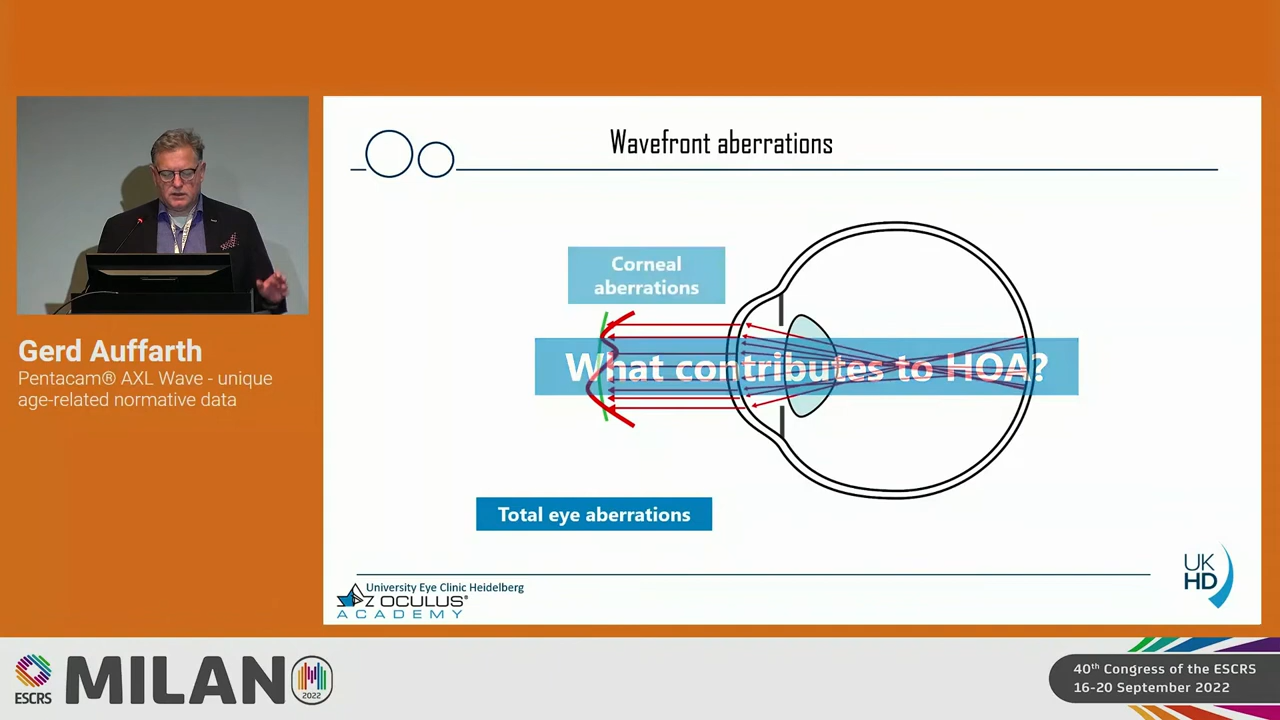 Wavefront aberrations
Corneal
aberrations
What contributes to HOA?
Total eye aberrations
University Eye Clinic Heidelberg
Z OCULUS®
ACADEMY
UK
HD
Gerd Auffarth
Pentacam® AXL Wave - unique
age-related normative data
ESCRS
MILANO
2022
40th Congress of the ESCRS
16-20 September 2022